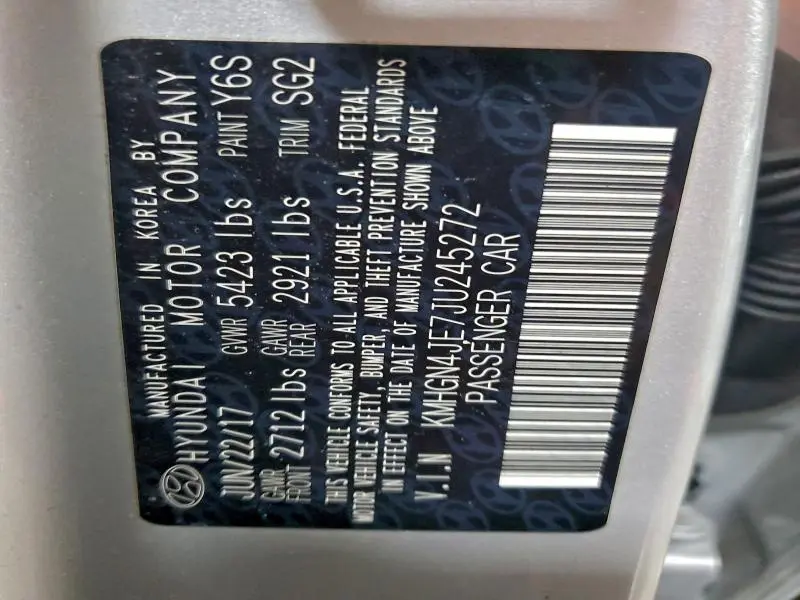 MANUFACTURED IN KOREA BY
HYUNDAI MOTOR COMPANY
JUN/22/17 GVWR 5423 lbs PAINT Y6S
GAWR FRONT 2712 lbs GAWR REAR 2921 lbs TRIM SG2
THIS VEHICLE CONFORMS TO ALL APPLICABLE U.S.A. FEDERAL
MOTOR VEHICLE SAFETY, BUMPER, AND THEFT PREVENTION STANDARDS
IN EFFECT ON THE DATE OF MANUFACTURE SHOWN ABOVE
V.I.N KMHGN4JE7JU245272
PASSENGER CAR